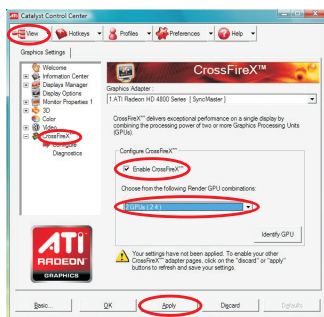 Catalyst Control Center
View Hotkeys Profiles Preferences Help
Graphics Settings
Welcome
Information Center
Displays Manager
Display Options
Monitor Properties 1
3D
Color
Video
CrossFireX
Configure
Diagnostics
CrossFireX™
Graphics Adapter:
1.ATI Radeon HD 4800 Series [SyncMaster]
CrossFireX™ delivers exceptional perfomance on a single display by
combining the processing power of two or more Graphics Processing Units
(GPUs).
Configure CrossFireX™
Enable CrossFireX™
Choose from the following Render GPU combinations:
2 GPUs (2.4)
Identify GPU
Your settings have not been applied. To enable your other
CrossFireX™ adapter pages, click on the "discard" or "apply"
buttons to refresh and save your settings.
ATI
RADEON
GRAPHICS
Basic... OK Apply Discard Defaults